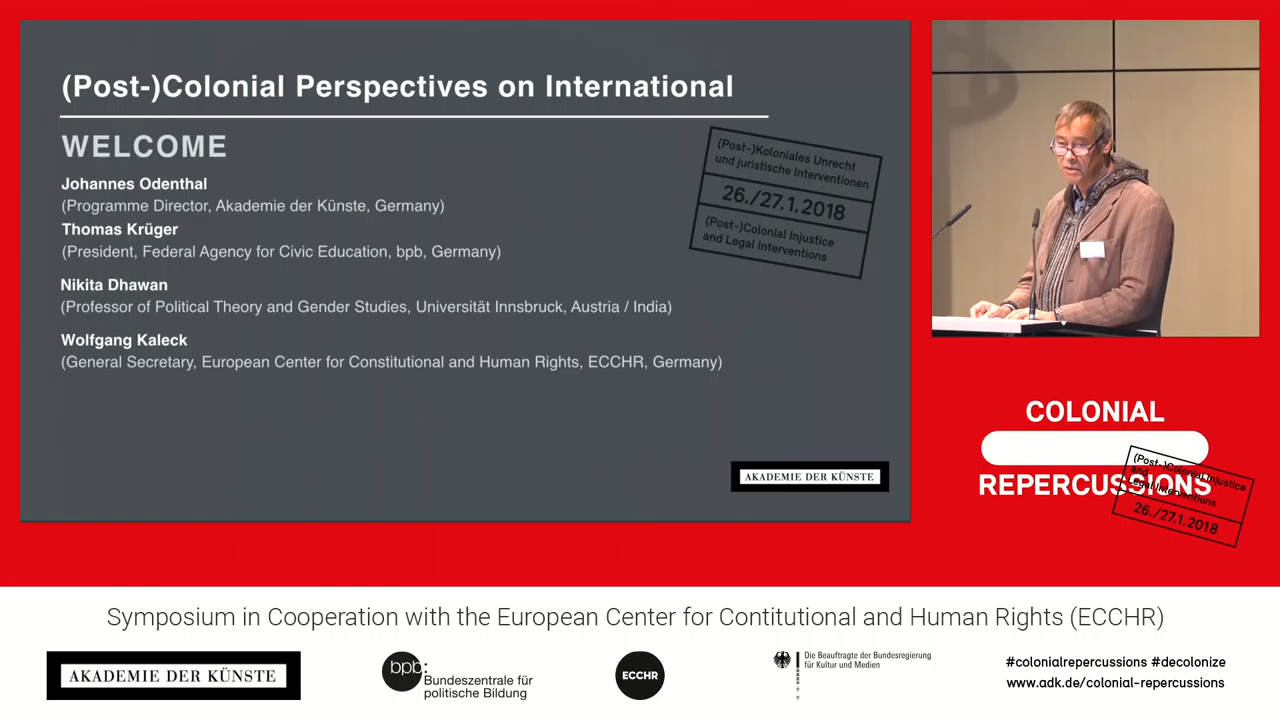 (Post-)Colonial Perspectives on International
WELCOME
Johannes Odenthal
(Programme Director, Akademie der Künste, Germany)
Thomas Krüger
(President, Federal Agency for Civic Education, bpb, Germany)
Nikita Dhawan
(Professor of Political Theory and Gender Studies, Universität Innsbruck, Austria / India)
Wolfgang Kaleck
(General Secretary, European Center for Constitutional and Human Rights, ECCHR, Germany)
(Post-)Koloniales Unrecht
und juristische Interventionen
26./27.1.2018
(Post-)Colonial Injustice
and Legal Interventions
AKADEMIE DER KÜNSTE
COLONIAL
REPERCUSSIONS
(Post-)Colonial Injustice
and
Legal Interventions
26./27.1.2018
Symposium in Cooperation with the European Center for Contitutional and Human Rights (ECCHR)
AKADEMIE DER KÜNSTE
bpb:
Bundeszentrale für
politische Bildung
ECCHR
Die Beauftragte der Bundesregierung
für Kultur und Medien
#colonialrepercussions #decolonize
www.adk.de/colonial-repercussions